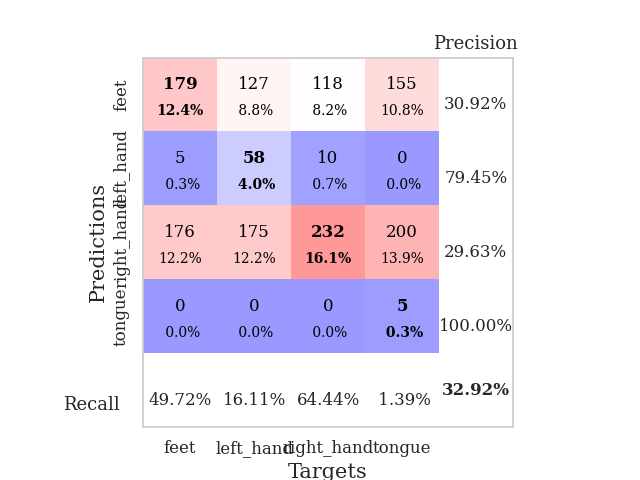 Precision
feet
179 127 118 155 30.92%
12.4% 8.8% 8.2% 10.8%
left_hand
5 58 10 0 79.45%
0.3% 4.0% 0.7% 0.0%
Predictions
right_hand
176 175 232 200 29.63%
12.2% 12.2% 16.1% 13.9%
tongue
0 0 0 5 100.00%
0.0% 0.0% 0.0% 0.3%
Recall 49.72% 16.11% 64.44% 1.39% 32.92%
feet left_hand right_hand tongue
Targets